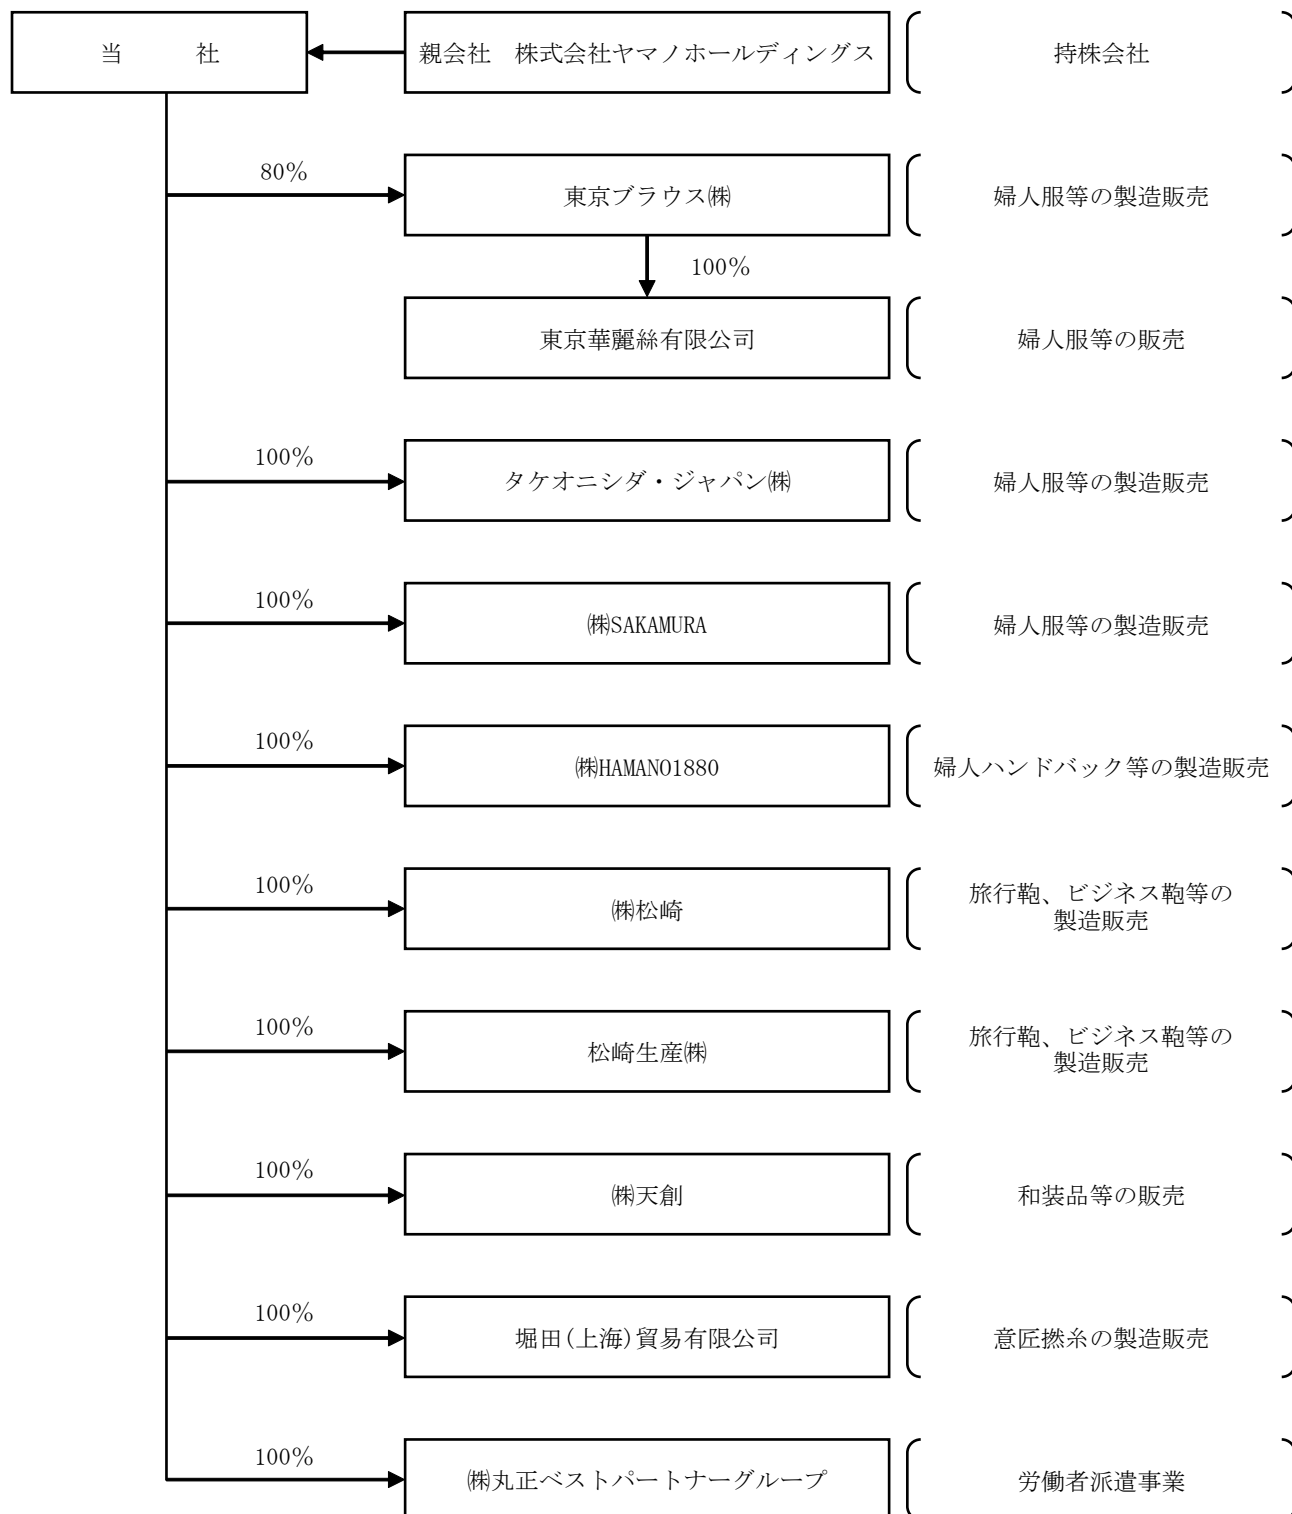 当　　　社
親会社　株式会社ヤマノホールディングス
持株会社
80％
東京ブラウス㈱
婦人服等の製造販売
100％
東京華麗絲有限公司
婦人服等の販売
100％
タケオニシダ・ジャパン㈱
婦人服等の製造販売
100％
㈱SAKAMURA
婦人服等の製造販売
100％
㈱HAMANO1880
婦人ハンドバック等の製造販売
100％
㈱松崎
旅行鞄、ビジネス鞄等の
製造販売
100％
松崎生産㈱
旅行鞄、ビジネス鞄等の
製造販売
100％
㈱天創
和装品等の販売
100％
堀田(上海)貿易有限公司
意匠撚糸の製造販売
100％
㈱丸正ベストパートナーグループ
労働者派遣事業